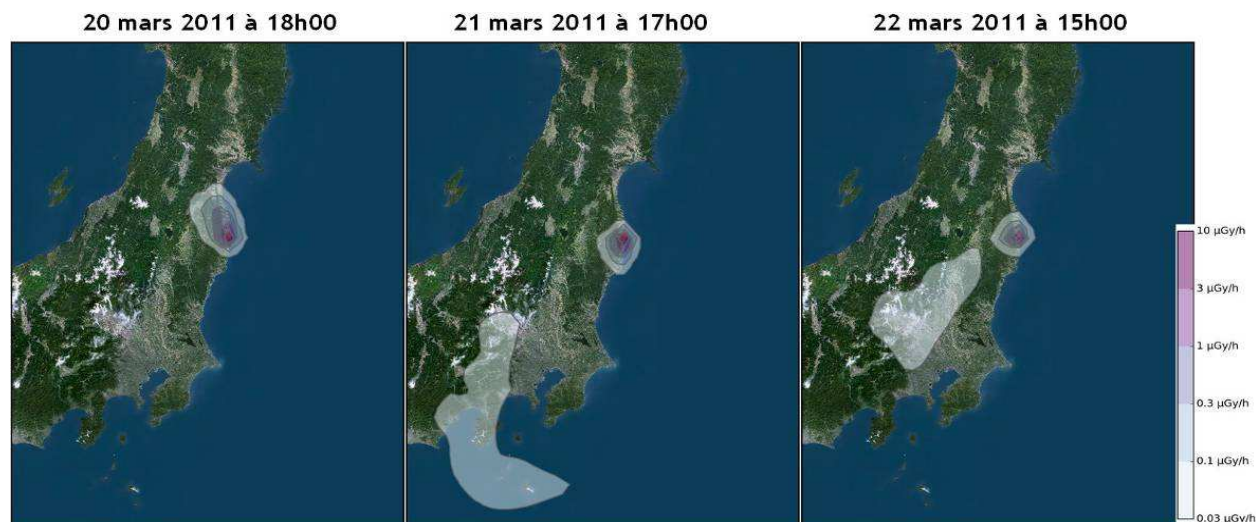 20 mars 2011 à 18h00
21 mars 2011 à 17h00
22 mars 2011 à 15h00
10 µGy/h
3 µGy/h
1 µGy/h
0.3 µGy/h
0.1 µGy/h
0.03 µGy/h